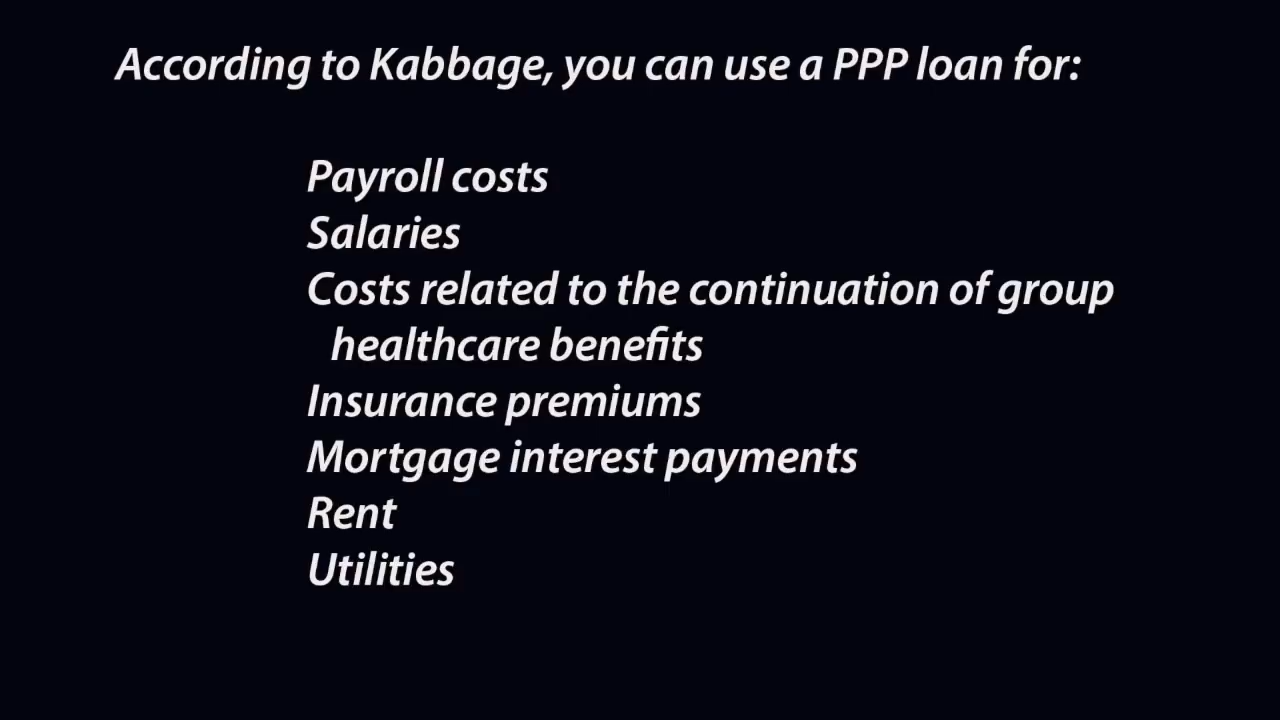 According to Kabbage, you can use a PPP loan for:
Payroll costs
Salaries
Costs related to the continuation of group
healthcare benefits
Insurance premiums
Mortgage interest payments
Rent
Utilities